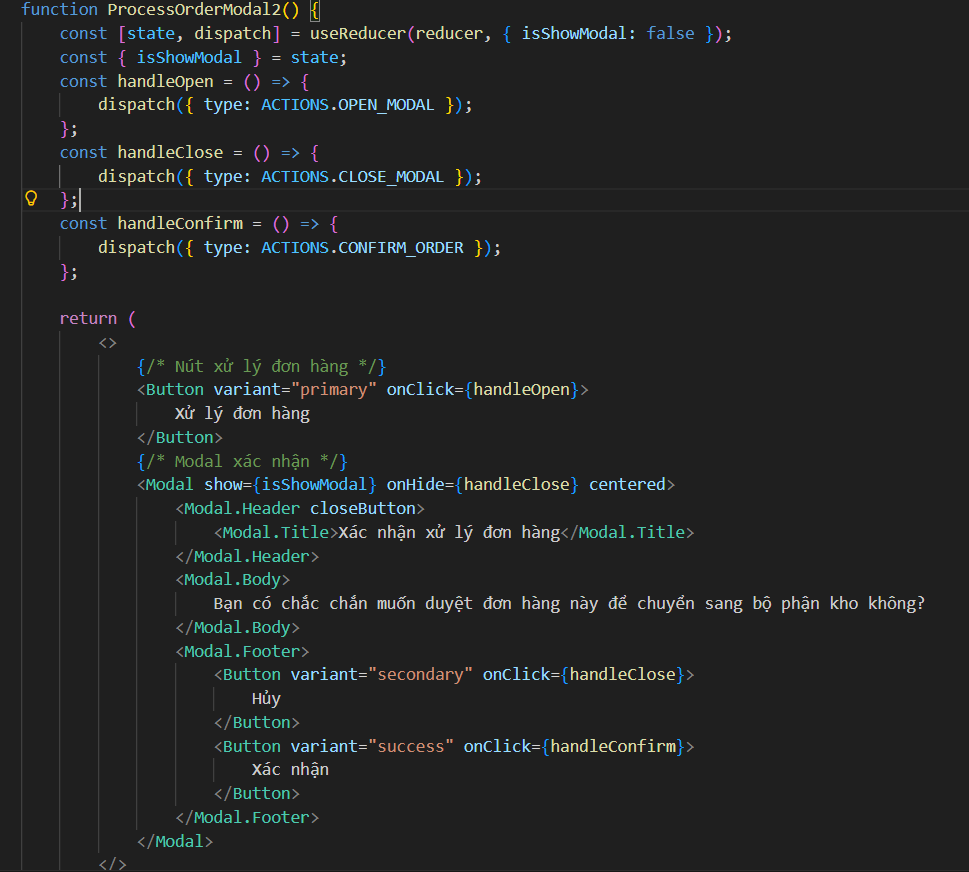 function ProcessOrderModal2() {
    const [state, dispatch] = useReducer(reducer, { isShowModal: false });
    const { isShowModal } = state;
    const handleOpen = () => {
        dispatch({ type: ACTIONS.OPEN_MODAL });
    };
    const handleClose = () => {
        dispatch({ type: ACTIONS.CLOSE_MODAL });
    };
    const handleConfirm = () => {
        dispatch({ type: ACTIONS.CONFIRM_ORDER });
    };

    return (
        <>
            {/* Nút xử lý đơn hàng */}
            <Button variant="primary" onClick={handleOpen}>
                Xử lý đơn hàng
            </Button>
            {/* Modal xác nhận */}
            <Modal show={isShowModal} onHide={handleClose} centered>
                <Modal.Header closeButton>
                    <Modal.Title>Xác nhận xử lý đơn hàng</Modal.Title>
                </Modal.Header>
                <Modal.Body>
                    Bạn có chắc chắn muốn duyệt đơn hàng này để chuyển sang bộ phận kho không?
                </Modal.Body>
                <Modal.Footer>
                    <Button variant="secondary" onClick={handleClose}>
                        Hủy
                    </Button>
                    <Button variant="success" onClick={handleConfirm}>
                        Xác nhận
                    </Button>
                </Modal.Footer>
            </Modal>
        </>